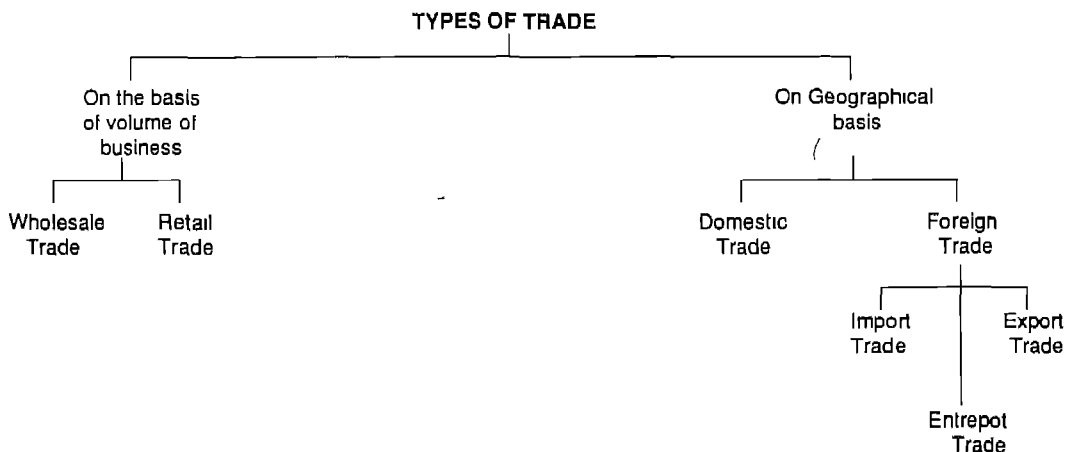 TYPES OF TRADE
On the basis
of volume of
business
On Geographical
basis
Wholesale
Trade
Retail
Trade
Domestic
Trade
Foreign
Trade
Import
Trade
Export
Trade
Entrepot
Trade